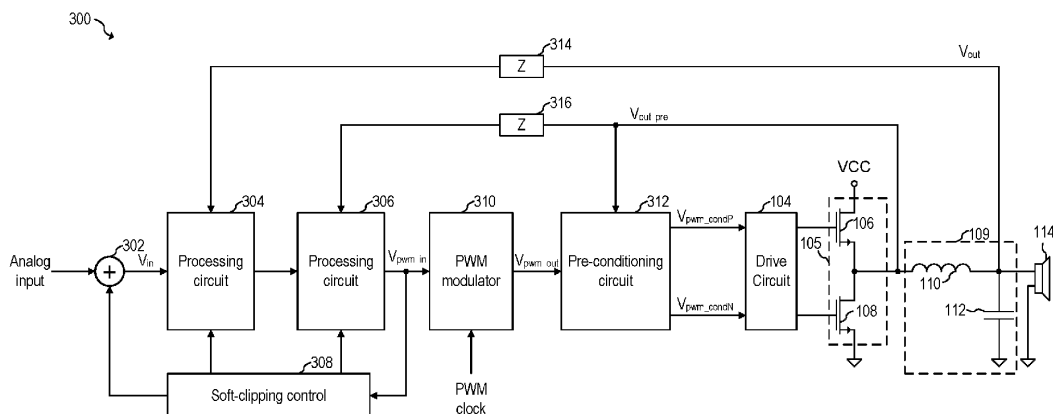 300
314
Z
Vout
316
Z
Vout_pre
VCC
304
306
310
312
104
106
109
114
302
Analog
input
Vin
Processing
circuit
Processing
circuit
Vpwm_in
PWM
modulator
Vpwm_out
Pre-conditioning
circuit
Vpwm_condP
Vpwm_condN
Drive
Circuit
105
108
110
112
308
Soft-clipping control
PWM
clock